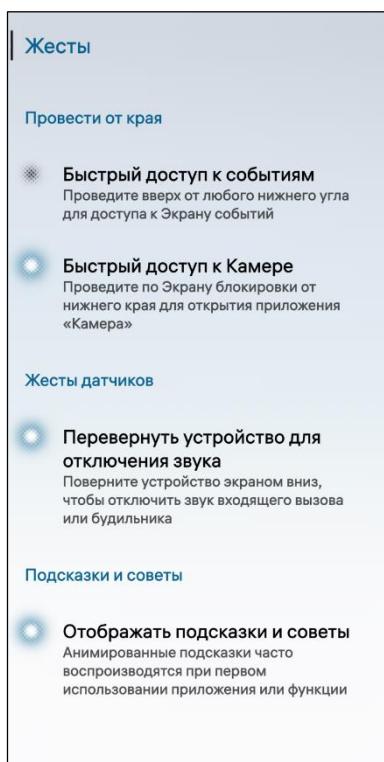 Жесты
Провести от края
Быстрый доступ к событиям
Проведите вверх от любого нижнего угла
для доступа к Экрану событий
Быстрый доступ к Камере
Проведите по Экрану блокировки от
нижнего края для открытия приложения
«Камера»
Жесты датчиков
Перевернуть устройство для
отключения звука
Поверните устройство экраном вниз,
чтобы отключить звук входящего вызова
или будильника
Подсказки и советы
Отображать подсказки и советы
Анимированные подсказки часто
воспроизводятся при первом
использовании приложения или функции